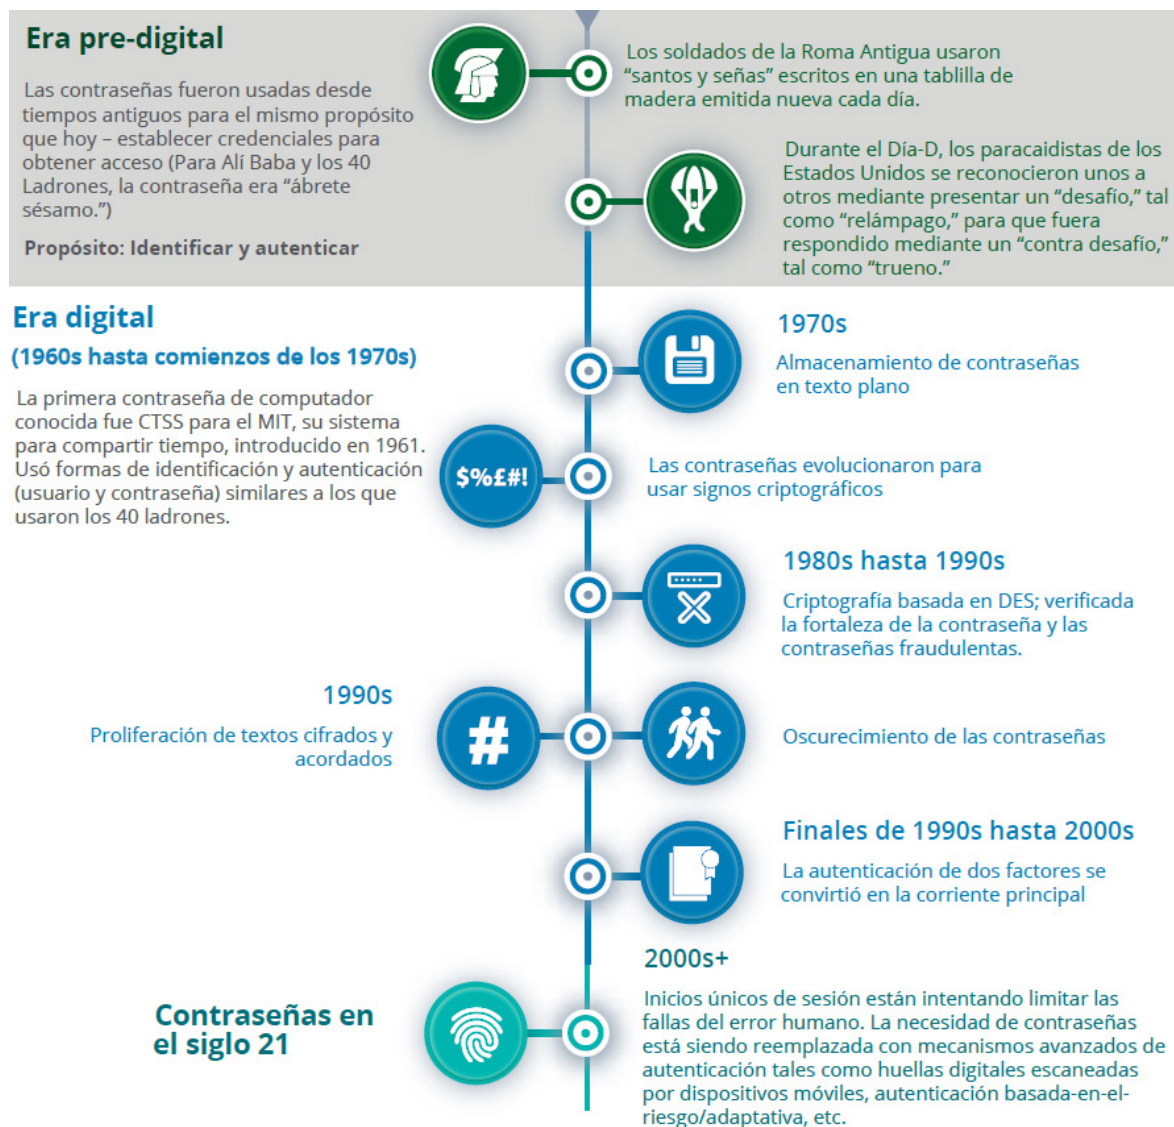 Era pre-digital
Las contraseñas fueron usadas desde
tiempos antiguos para el mismo propósito
que hoy – establecer credenciales para
obtener acceso (Para Alí Baba y los 40
Ladrones, la contraseña era “ábrete
sésamo.”)
Propósito: Identificar y autenticar
Los soldados de la Roma Antigua usaron
“santos y señas” escritos en una tablilla de
madera emitida nueva cada día.
Durante el Día-D, los paracaidistas de los
Estados Unidos se reconocieron unos a
otros mediante presentar un “desafío,” tal
como “relámpago,” para que fuera
respondido mediante un “contra desafío,”
tal como “trueno.”
Era digital
(1960s hasta comienzos de los 1970s)
La primera contraseña de computador
conocida fue CTSS para el MIT, su sistema
para compartir tiempo, introducido en 1961.
Usó formas de identificación y autenticación
(usuario y contraseña) similares a los que
usaron los 40 ladrones.
1970s
Almacenamiento de contraseñas
en texto plano
$%£#!
Las contraseñas evolucionaron para
usar signos criptográficos
1980s hasta 1990s
Criptografía basada en DES; verificada
la fortaleza de la contraseña y las
contraseñas fraudulentas.
1990s
Proliferación de textos cifrados y
acordados
#
Oscurecimiento de las contraseñas
Finales de 1990s hasta 2000s
La autenticación de dos factores se
convirtió en la corriente principal
Contraseñas en
el siglo 21
2000s+
Inicios únicos de sesión están intentando limitar las
fallas del error humano. La necesidad de contraseñas
está siendo reemplazada con mecanismos avanzados de
autenticación tales como huellas digitales escaneadas
por dispositivos móviles, autenticación basada-en-el-
riesgo/adaptativa, etc.